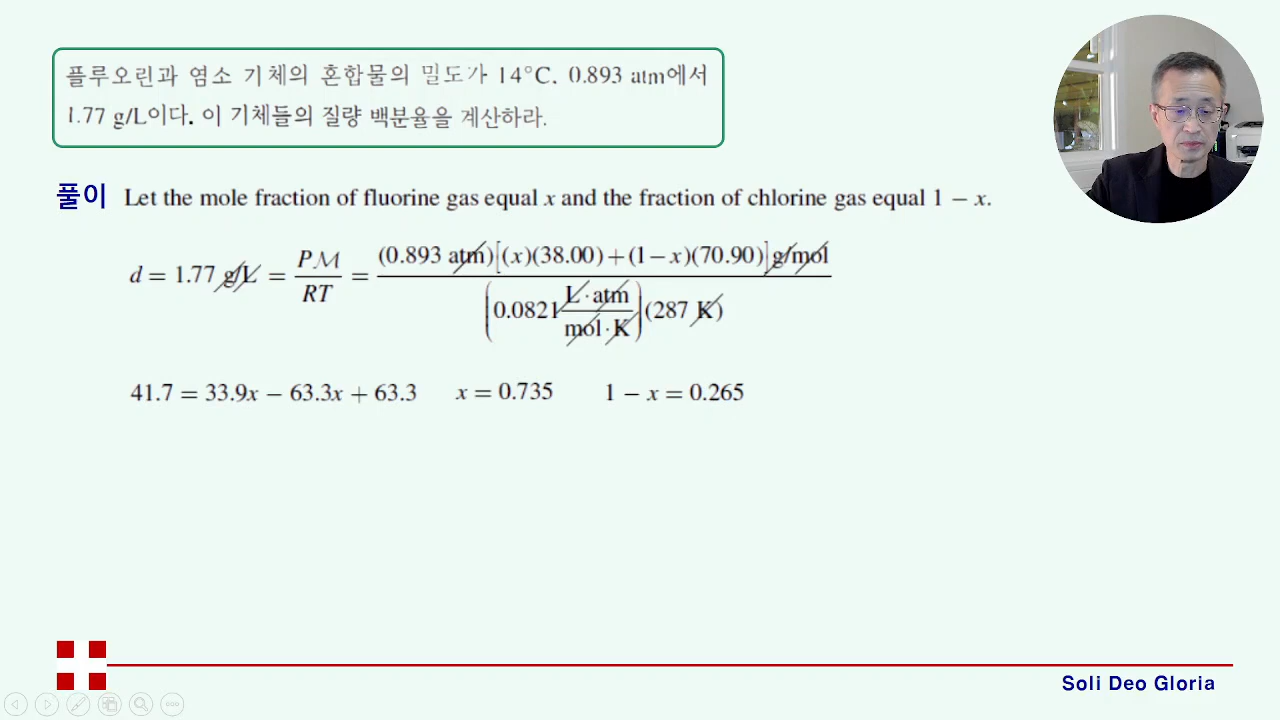 플루오린과 염소 기체의 혼합물의 밀도가 14°C, 0.893 atm에서
1.77 g/L이다. 이 기체들의 질량 백분율을 계산하라.
풀이 Let the mole fraction of fluorine gas equal x and the fraction of chlorine gas equal 1 − x.
d = 1.77 g/L = PM/RT = (0.893 atm)[(x)(38.00)+(1−x)(70.90)]g/mol / (0.0821 L·atm/mol·K)(287 K)
41.7 = 33.9x − 63.3x + 63.3 x = 0.735 1 − x = 0.265
Soli Deo Gloria